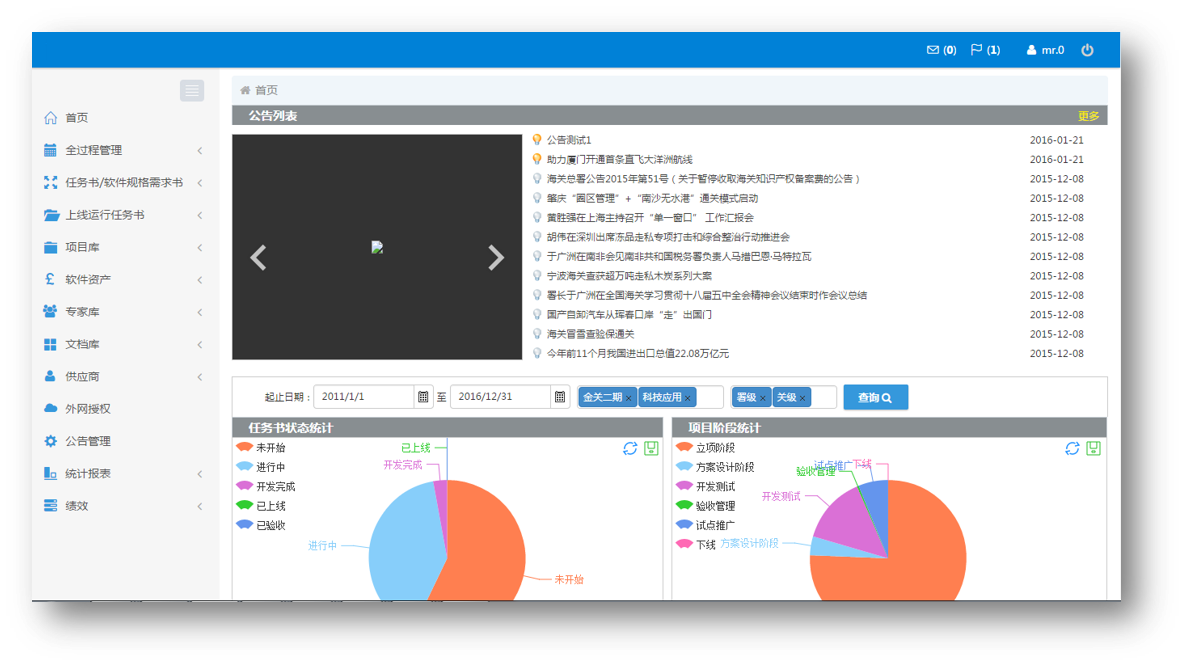 (0) (1) mr.0
首页
全过程管理
任务书/软件规格需求书
上线运行任务书
项目库
软件资产
专家库
文档库
供应商
外网授权
公告管理
统计报表
绩效
首页
公告列表 更多
公告测试1 2016-01-21
助力厦门开通首条直飞大洋洲航线 2016-01-21
海关总署公告2015年第51号（关于暂停收取海关知识产权备案费的公告） 2015-12-08
肇庆“园区管理”+“南沙无水港”通关模式启动 2015-12-08
黄胜强在上海主持召开“单一窗口” 工作汇报会 2015-12-08
胡伟在深圳出席冻品走私专项打击和综合整治行动推进会 2015-12-08
于广洲在南非会见南非共和国税务署负责人马措巴恩·马特拉瓦 2015-12-08
宁波海关查获超万吨走私木炭系列大案 2015-12-08
署长于广洲在全国海关学习贯彻十八届五中全会精神会议结束时作会议总结 2015-12-08
国产自卸汽车从珲春口岸“走”出国门 2015-12-08
海关冒雪查验保通关 2015-12-08
今年前11个月我国进出口总值22.08万亿元 2015-12-08
起止日期： 2011/1/1 至 2016/12/31 金关二期 × 科技应用 × 署级 × 关级 × 查询
任务书状态统计
未开始
进行中
开发完成
已上线
已验收
已上线
开发完成
进行中
未开始
项目阶段统计
立项阶段
方案设计阶段
开发测试
验收管理
试点推广
下线
试点推广
下线
验收管理
开发测试
方案设计阶段